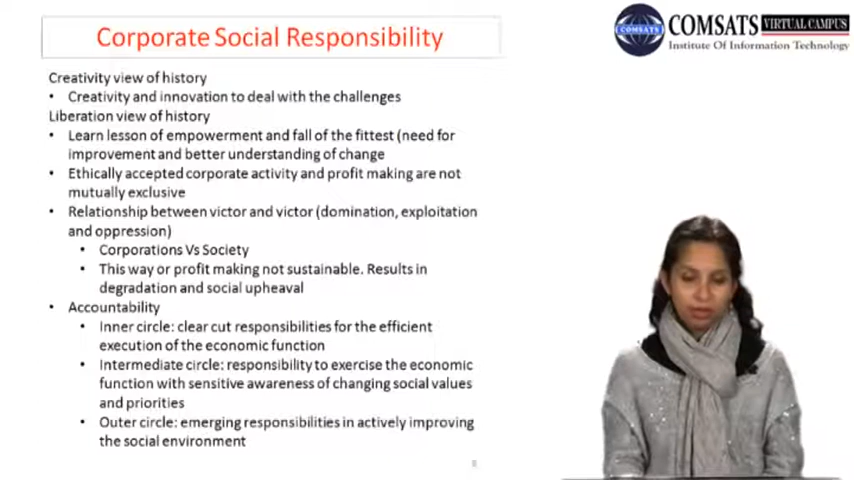 Corporate Social Responsibility
COMSATS VIRTUAL CAMPUS
COMSATS
Institute Of Information Technology
Creativity view of history
• Creativity and innovation to deal with the challenges
Liberation view of history
• Learn lesson of empowerment and fall of the fittest (need for
improvement and better understanding of change
• Ethically accepted corporate activity and profit making are not
mutually exclusive
• Relationship between victor and victor (domination, exploitation
and oppression)
• Corporations Vs Society
• This way or profit making not sustainable. Results in
degradation and social upheaval
• Accountability
• Inner circle: clear cut responsibilities for the efficient
execution of the economic function
• Intermediate circle: responsibility to exercise the economic
function with sensitive awareness of changing social values
and priorities
• Outer circle: emerging responsibilities in actively improving
the social environment
8